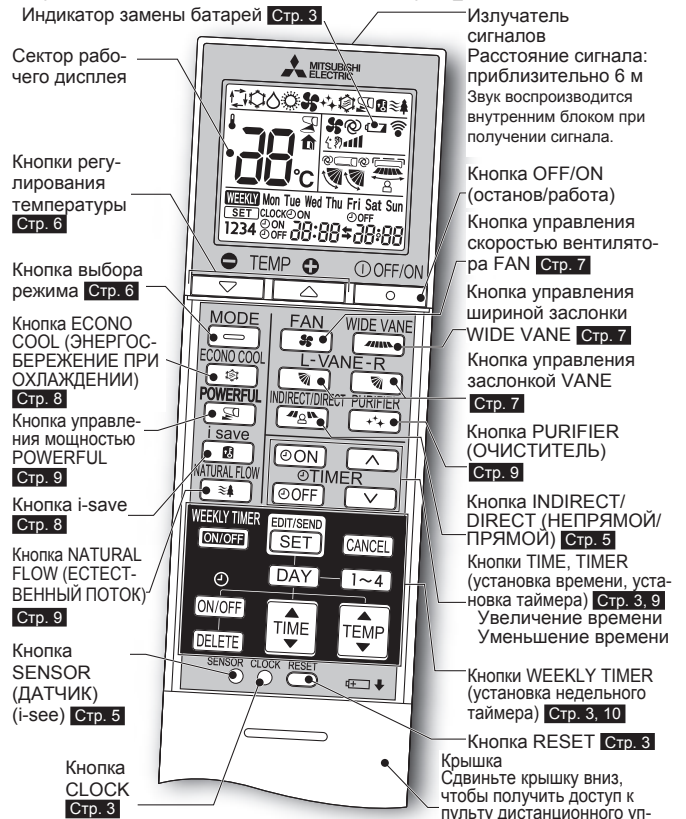 Индикатор замены батарей Стр. 3
Сектор рабо-
чего дисплея
Кнопки регу-
лирования
температуры
Стр. 6
Кнопка выбора
режима Стр. 6
Кнопка ECONO
COOL (ЭНЕРГОС-
БЕРЕЖЕНИЕ ПРИ
ОХЛАЖДЕНИИ)
Стр. 8
Кнопка управле-
ния мощностью
POWERFUL
Стр. 9
Кнопка i-save
Стр. 8
Кнопка NATURAL
FLOW (ЕСТЕСТ-
ВЕННЫЙ ПОТОК)
Стр. 9
Кнопка
SENSOR
(ДАТЧИК)
(i-see) Стр. 5
Кнопка
CLOCK
Стр. 3
MITSUBISHI
ELECTRIC
88°C
WEEKLY Mon Tue Wed Thu Fri Sat Sun
SET CLOCK ON OFF
1234 ON OFF 88:88 88:88
TEMP OFF/ON
MODE FAN WIDE VANE
ECONO COOL L-VANE-R
POWERFUL INDIRECT/DIRECT PURIFIER
i save
ON
TIMER
NATURAL FLOW OFF
WEEKLY TIMER EDIT/SEND
ON/OFF SET CANCEL
DAY 1~4
ON/OFF TIME TEMP
DELETE
SENSOR CLOCK RESET
Излучатель
сигналов
Расстояние сигнала:
приблизительно 6 м
Звук воспроизводится
внутренним блоком при
получении сигнала.
Кнопка OFF/ON
(останов/работа)
Кнопка управления
скоростью вентилято-
ра FAN Стр. 7
Кнопка управления
шириной заслонки
WIDE VANE Стр. 7
Кнопка управления
заслонкой VANE
Стр. 7
Кнопка PURIFIER
(ОЧИСТИТЕЛЬ)
Стр. 9
Кнопка INDIRECT/
DIRECT (НЕПРЯМОЙ/
ПРЯМОЙ) Стр. 5
Кнопки TIME, TIMER
(установка времени, уста-
новка таймера) Стр. 3, 9
Увеличение времени
Уменьшение времени
Кнопки WEEKLY TIMER
(установка недельного
таймера) Стр. 3, 10
Кнопка RESET Стр. 3
Крышка
Сдвиньте крышку вниз,
чтобы получить доступ к
пульту дистанционного уп-